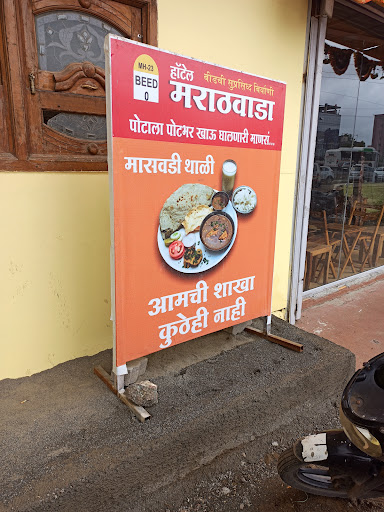 MH-23
BEED
0
हॉटेल
बीडची सुप्रसिद्ध बिर्याणी
मराठवाडा
पोटाला पोटभर खाऊ घालणारी माणसं...
मासवडी थाळी
आमची शाखा
कुठेही नाही